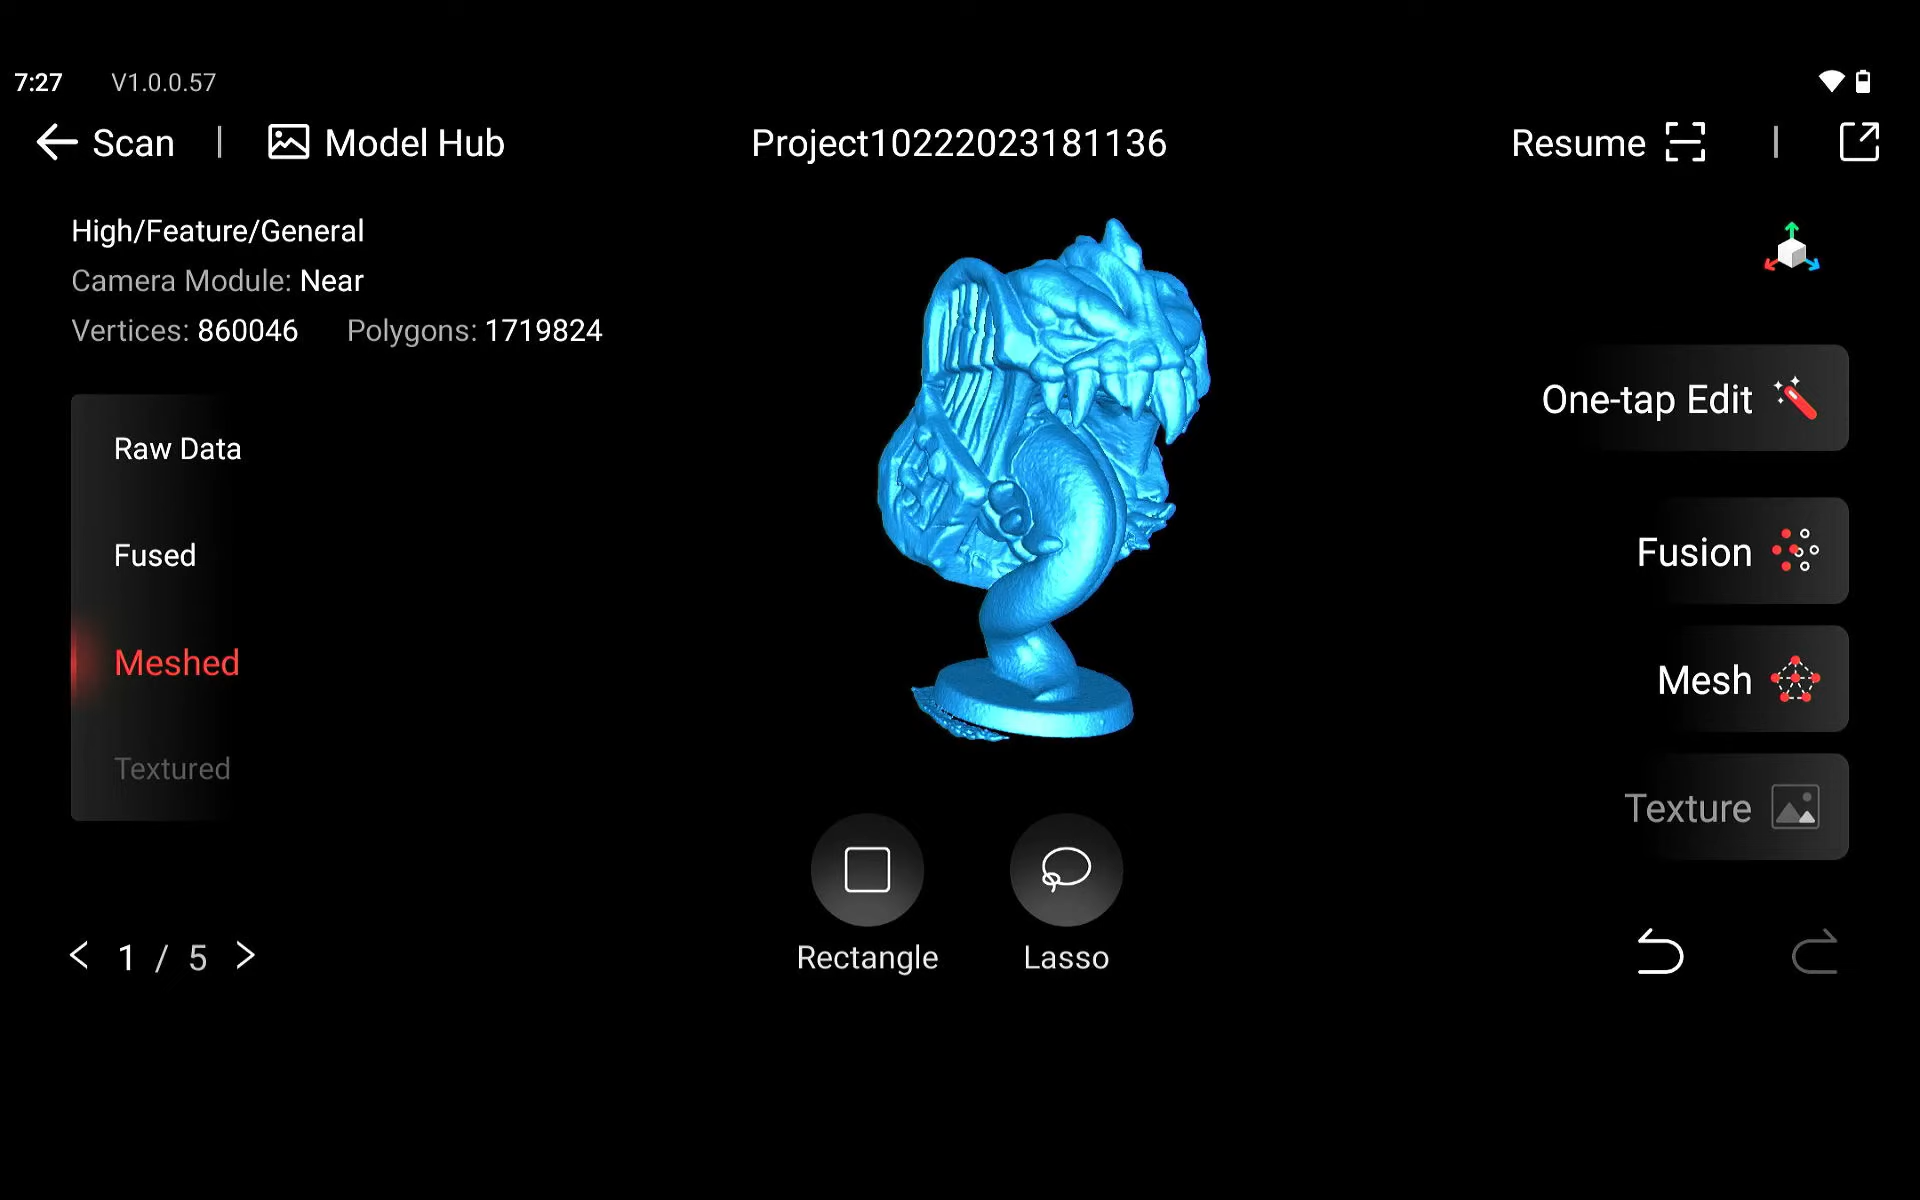 7:27 V1.0.0.57
Scan | Model Hub Project10222023181136 Resume |
High/Feature/General
Camera Module: Near
Vertices: 860046 Polygons: 1719824
One-tap Edit
Raw Data
Fused
Fusion
Meshed
Mesh
Textured
Texture
< 1 / 5 >
Rectangle
Lasso